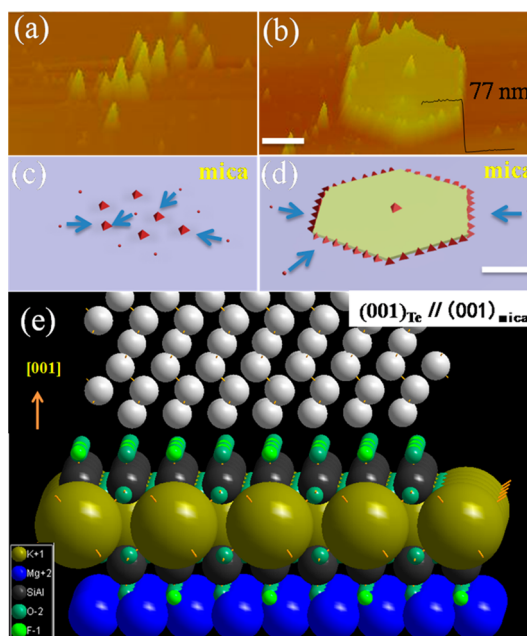 (a)
(b)
77 nm
(c)
mica
(d)
mica
(e)
(001)Te // (001)mica
[001]
K+1
Mg+2
SiAl
O-2
F-1